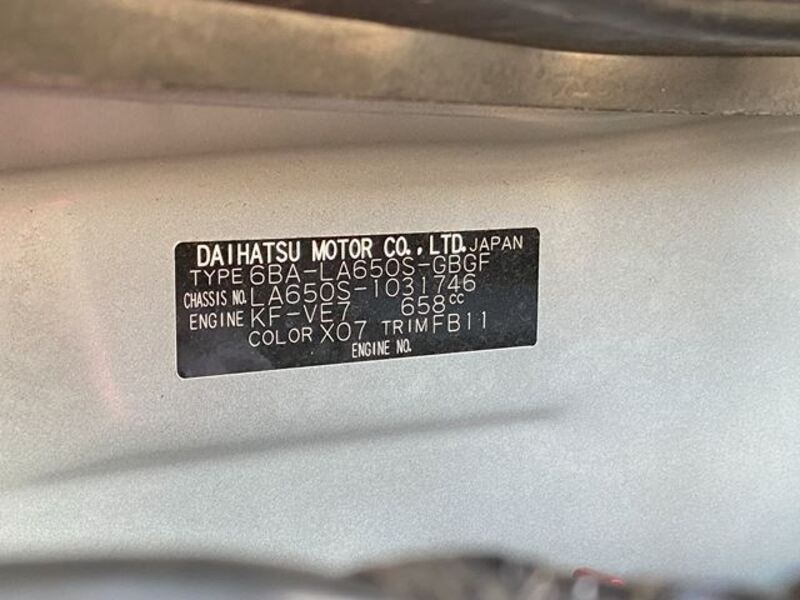 DAIHATSU MOTOR CO., LTD. JAPAN
TYPE 6BA-LA650S-GBGF
CHASSIS NO. LA650S-1031746
ENGINE KF-VE7 658cc
COLOR X07 TRIM FB11
ENGINE NO.